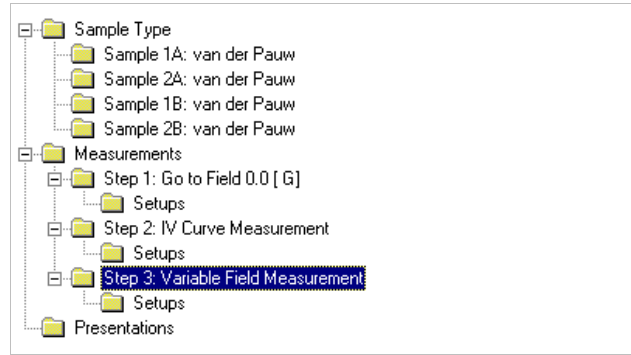 Sample Type
Sample 1A: van der Pauw
Sample 2A: van der Pauw
Sample 1B: van der Pauw
Sample 2B: van der Pauw
Measurements
Step 1: Go to Field 0.0 [ G]
Setups
Step 2: IV Curve Measurement
Setups
Step 3: Variable Field Measurement
Setups
Presentations